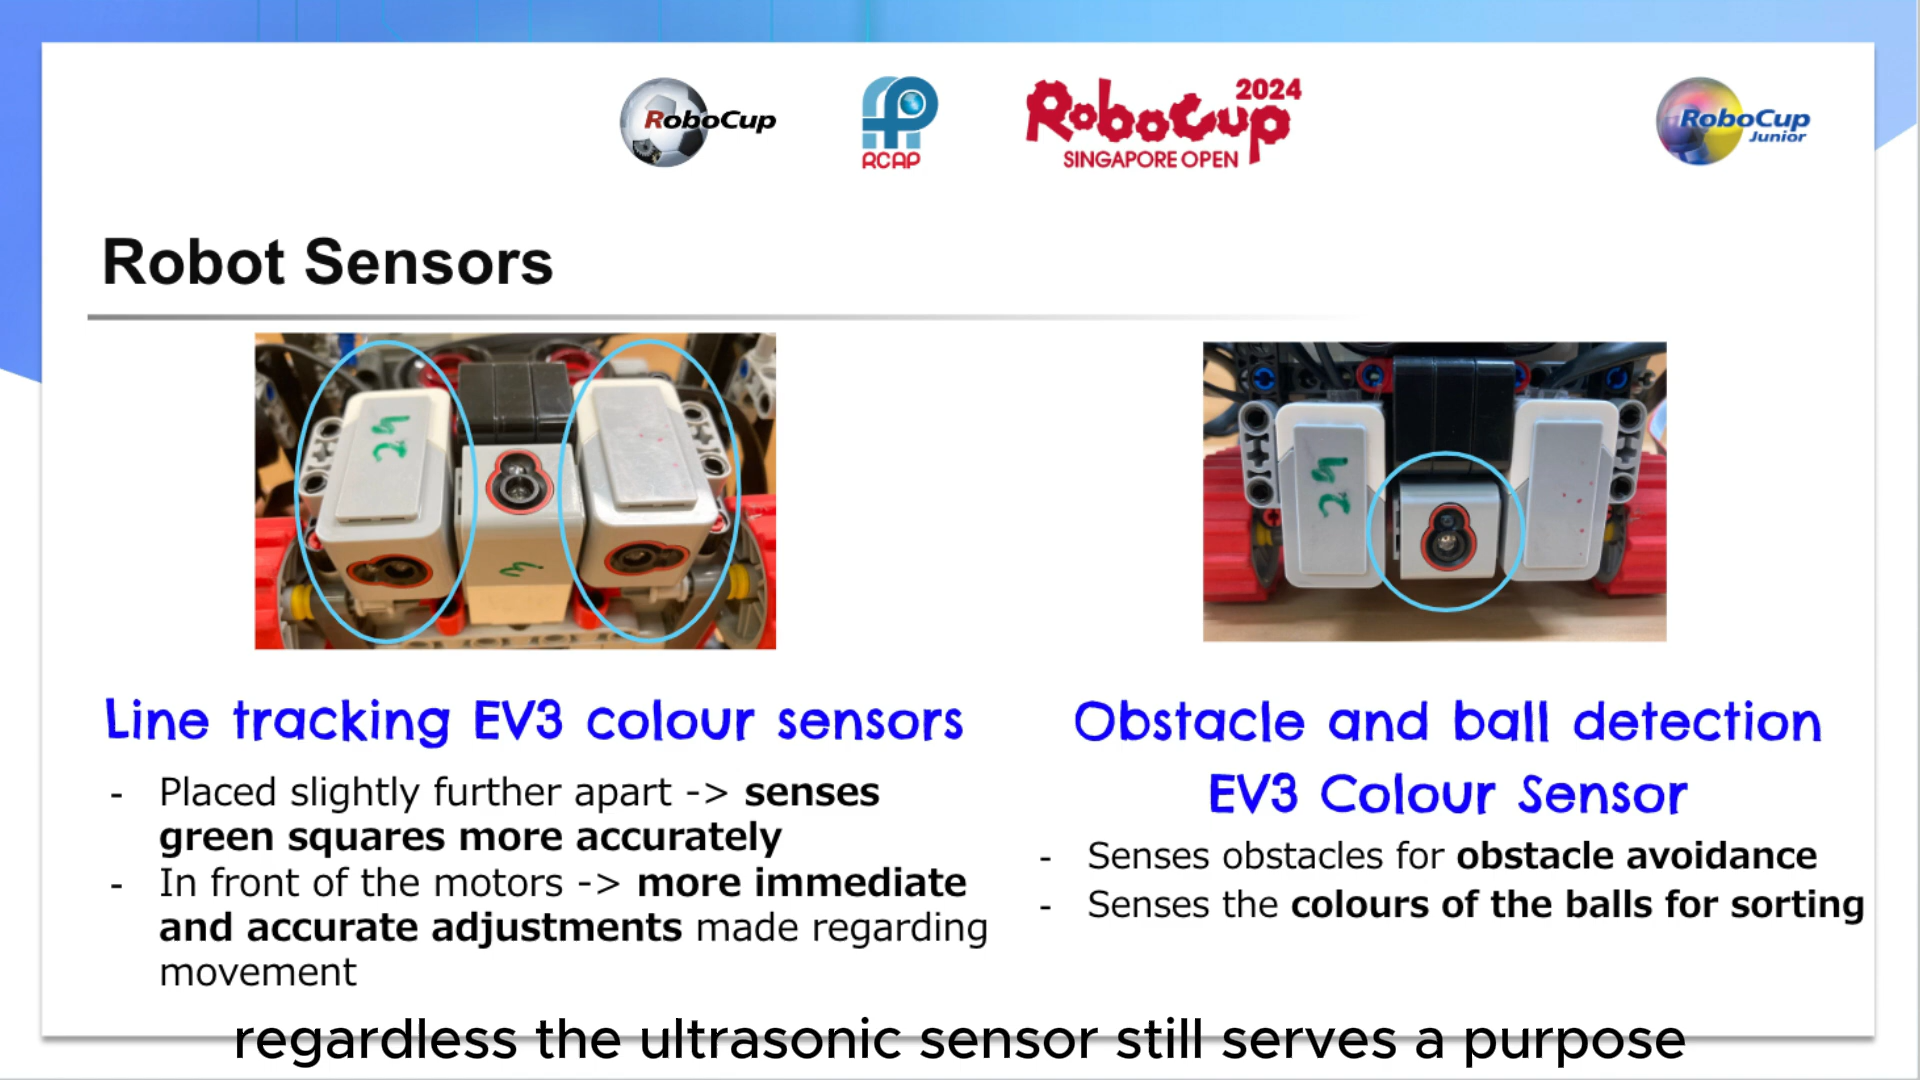 RoboCup
RCAP
RoboCup 2024
SINGAPORE OPEN
RoboCup
Junior
Robot Sensors
24
3
24
Line tracking EV3 colour sensors
- Placed slightly further apart -> senses
green squares more accurately
- In front of the motors -> more immediate
and accurate adjustments made regarding
movement
Obstacle and ball detection
EV3 Colour Sensor
- Senses obstacles for obstacle avoidance
- Senses the colours of the balls for sorting
regardless the ultrasonic sensor still serves a purpose